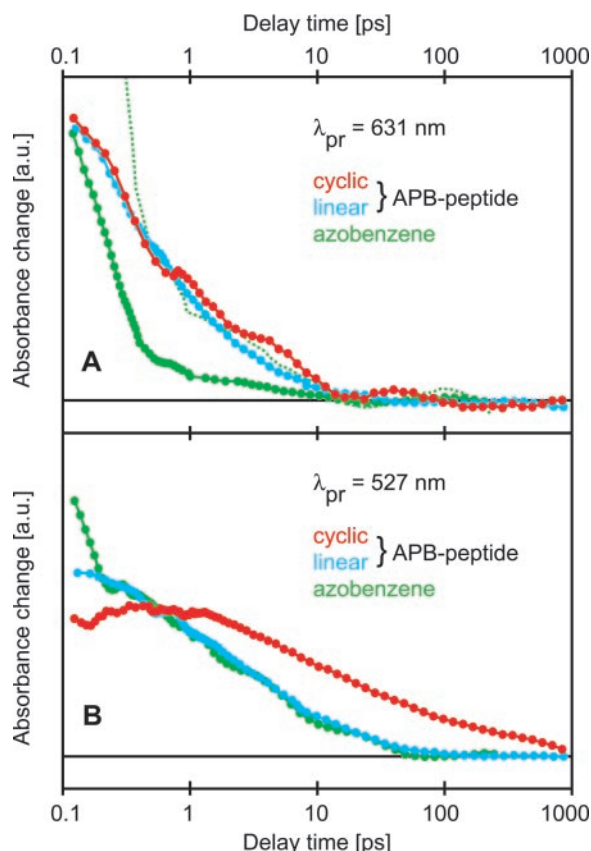 Delay time [ps]
0.1 1 10 100 1000
Absorbance change [a.u.]
λpr = 631 nm
cyclic
linear } APB-peptide
azobenzene
A
Absorbance change [a.u.]
λpr = 527 nm
cyclic
linear } APB-peptide
azobenzene
B
0.1 1 10 100 1000
Delay time [ps]